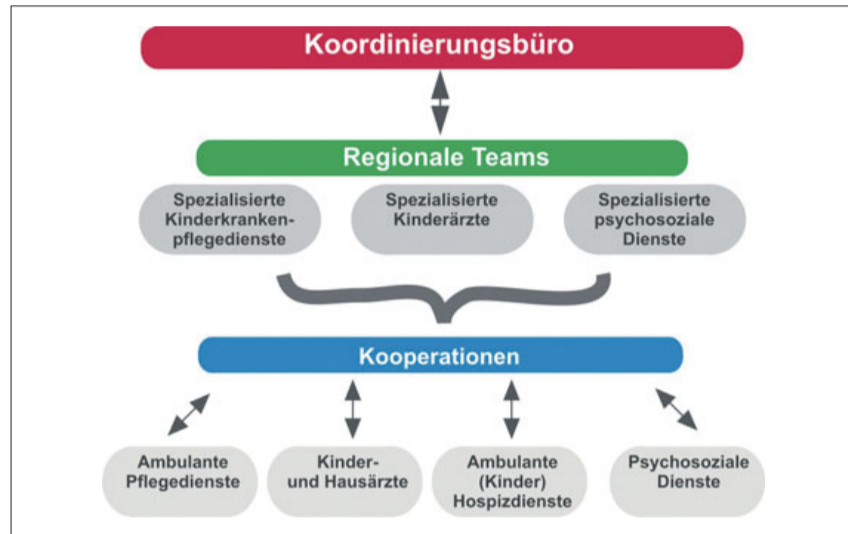 Koordinierungsbüro
Regionale Teams
Spezialisierte
Kinderkranken-
pflegedienste
Spezialisierte
Kinderärzte
Spezialisierte
psychosoziale
Dienste
Kooperationen
Ambulante
Pflegedienste
Kinder-
und Hausärzte
Ambulante
(Kinder)
Hospizdienste
Psychosoziale
Dienste